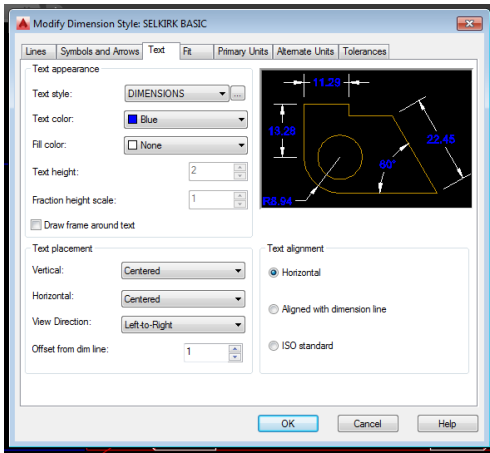 Modify Dimension Style: SELKIRK BASIC
Lines Symbols and Arrows Text Fit Primary Units Alternate Units Tolerances
Text appearance
Text style: DIMENSIONS ...
Text color: Blue
Fill color: None
Text height: 2
Fraction height scale: 1
Draw frame around text
11.29
13.28
22.45
60°
R8.94
Text placement
Vertical: Centered
Horizontal: Centered
View Direction: Left-to-Right
Offset from dim line: 1
Text alignment
Horizontal
Aligned with dimension line
ISO standard
OK Cancel Help